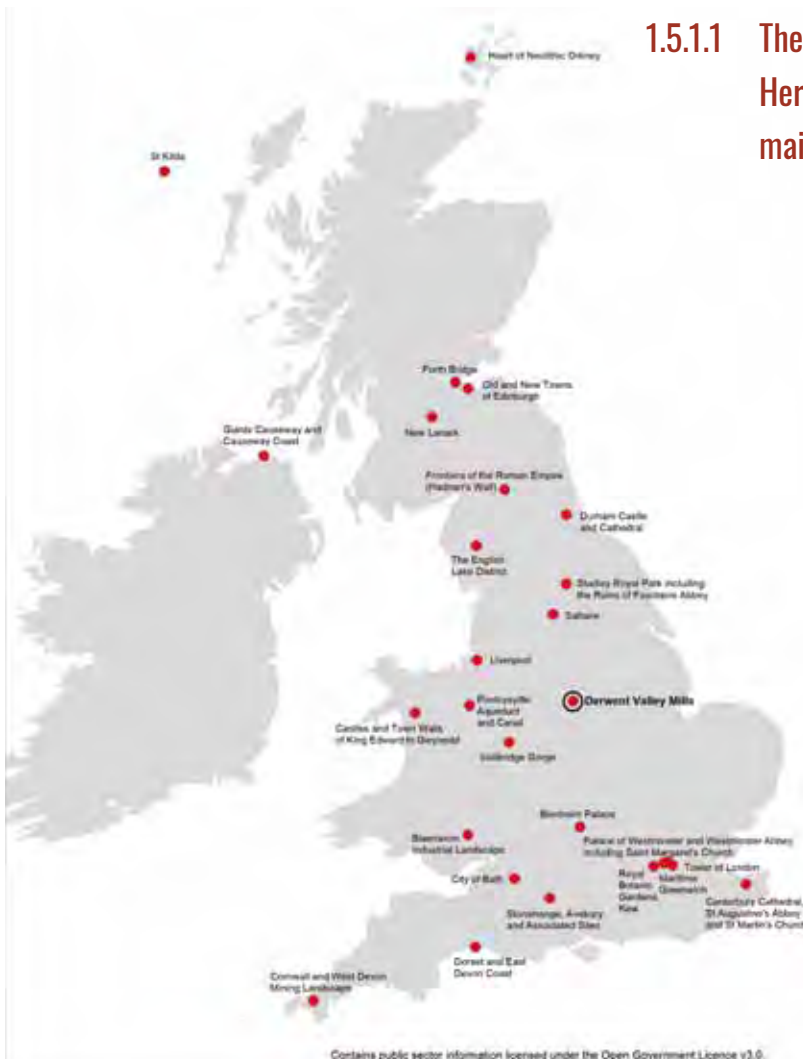 1.5.1.1 The
Her
mai
Heart of Neolithic Orkney
St Kilda
Forth Bridge
Old and New Towns
of Edinburgh
New Lanark
Giants Causeway and
Causeway Coast
Frontiers of the Roman Empire
(Hadrian's Wall)
Durham Castle
and Cathedral
The English
Lake District
Studley Royal Park including
the Ruins of Fountains Abbey
Saltaire
Liverpool
Pontcysyllte
Aqueduct
and Canal
Derwent Valley Mills
Castles and Town Walls
of King Edward in Gwynedd
Ironbridge Gorge
Blenheim Palace
Blaenavon
Industrial Landscape
Palace of Westminster and Westminster Abbey
including Saint Margaret's Church
Tower of London
Royal
Botanic
Gardens,
Kew
Maritime
Greenwich
City of Bath
Canterbury Cathedral,
St Augustine's Abbey
and St Martin's Church
Stonehenge, Avebury
and Associated Sites
Dorset and East
Devon Coast
Cornwall and West Devon
Mining Landscape
Contains public sector information licensed under the Open Government Licence v3.0.